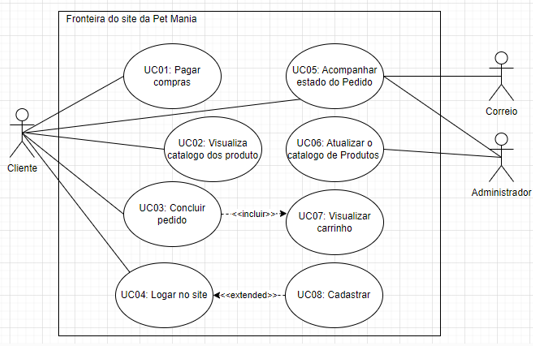 Fronteira do site da Pet Mania
UC01: Pagar
compras
UC05: Acompanhar
estado do Pedido
Correio
UC02: Visualiza
catalogo dos produto
UC06: Atualizar o
catalogo de Produtos
Cliente
Administrador
UC03: Concluir
pedido
<<incluir>>
UC07: Visualizar
carrinho
UC04: Logar no site
<<extended>>
UC08: Cadastrar